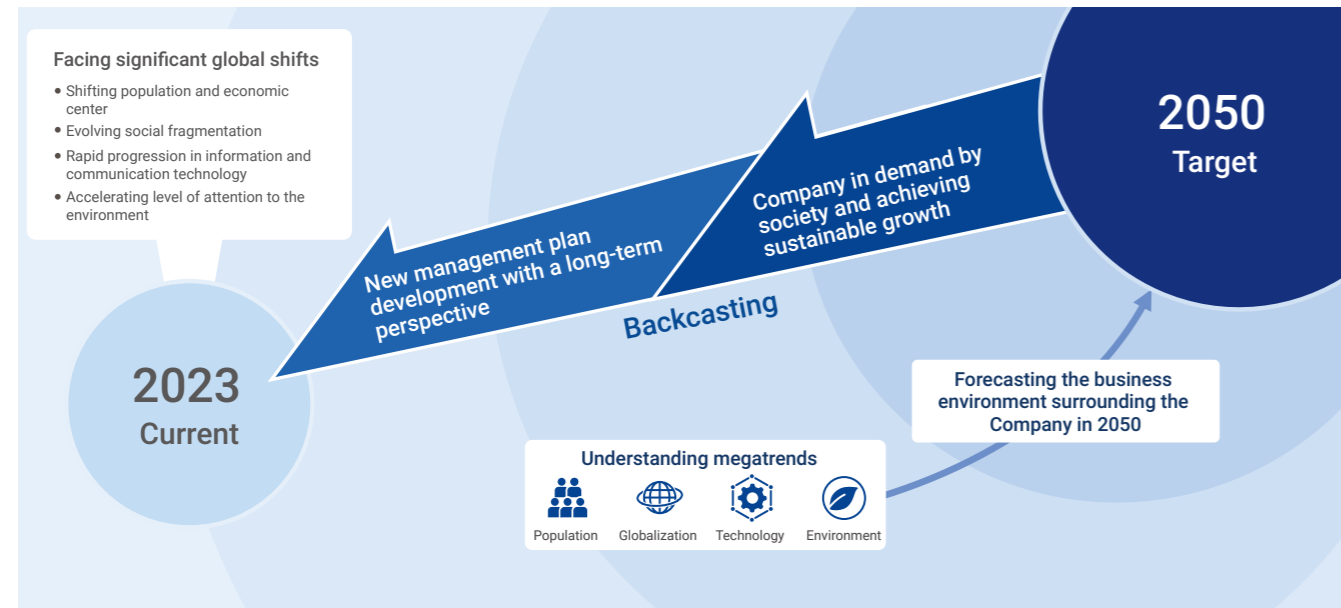 Facing significant global shifts
• Shifting population and economic
center
• Evolving social fragmentation
• Rapid progression in information and
communication technology
• Accelerating level of attention to the
environment
2023
Current
New management plan
development with a long-term
perspective
Backcasting
Company in demand by
society and achieving
sustainable growth
2050
Target
Understanding megatrends
Population
Globalization
Technology
Environment
Forecasting the business
environment surrounding the
Company in 2050